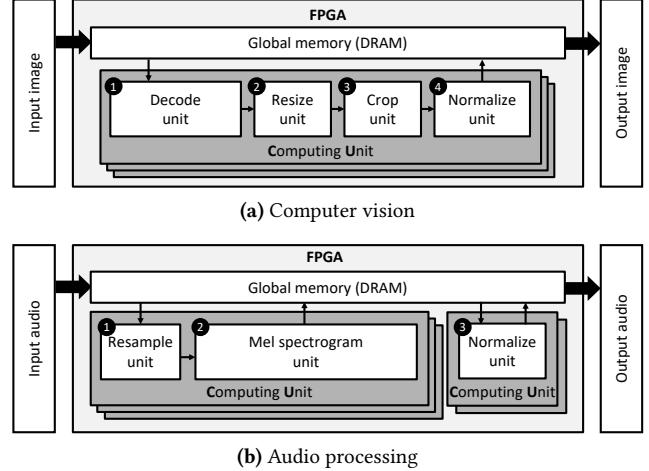 FPGA
Input image
Global memory (DRAM)
Output image
1 Decode unit
2 Resize unit
3 Crop unit
4 Normalize unit
Computing Unit
(a) Computer vision
FPGA
Input audio
Global memory (DRAM)
Output audio
1 Resample unit
2 Mel spectrogram unit
Computing Unit
3 Normalize unit
Computing Unit
(b) Audio processing